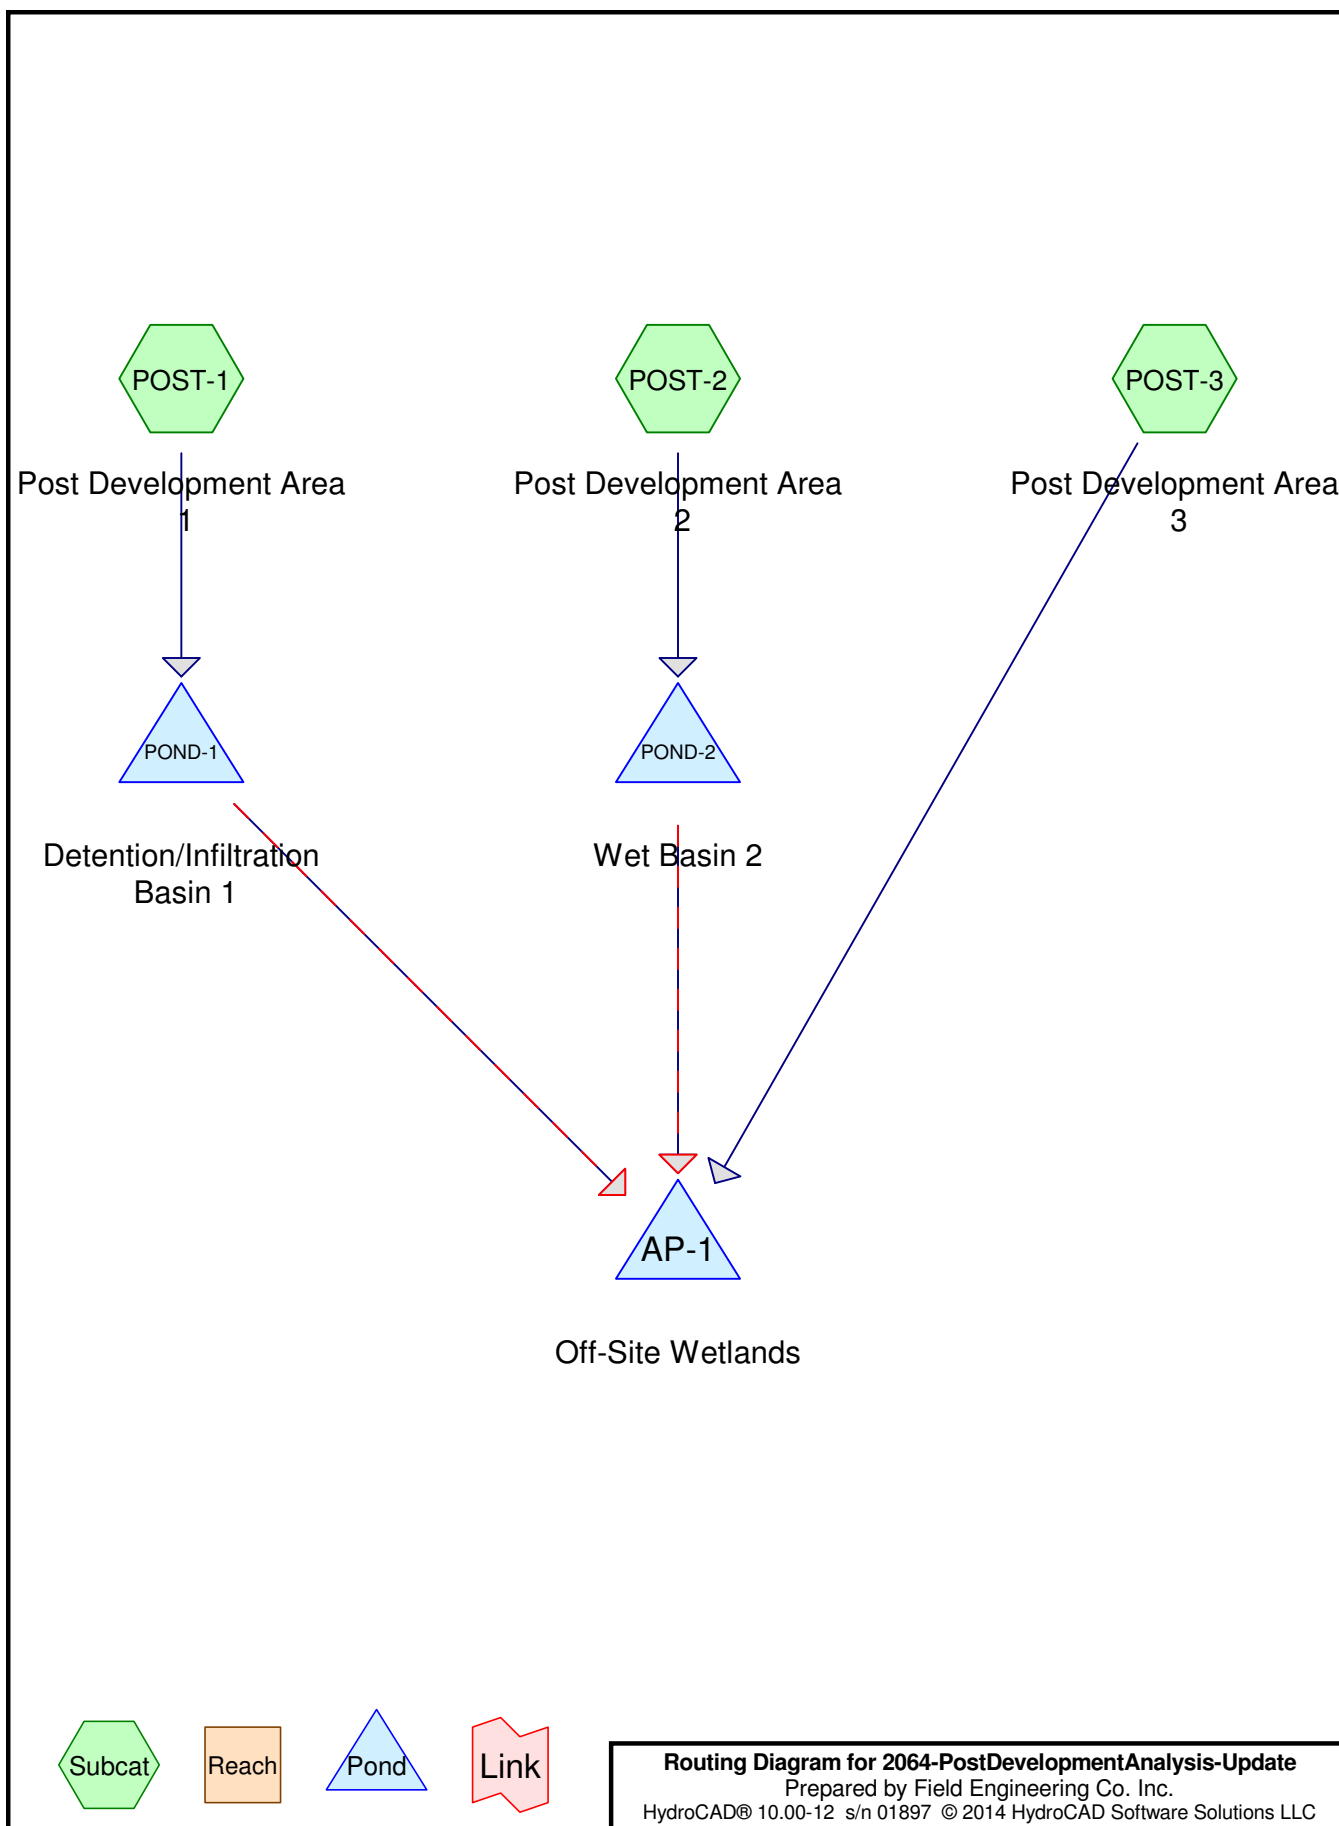 POST-1
POST-2
POST-3
Post Development Area
1
Post Development Area
2
Post Development Area
3
POND-1
POND-2
Detention/Infiltration
Basin 1
Wet Basin 2
AP-1
Off-Site Wetlands
Subcat
Reach
Pond
Link
Routing Diagram for 2064-PostDevelopmentAnalysis-Update
Prepared by Field Engineering Co. Inc.
HydroCAD® 10.00-12 s/n 01897 © 2014 HydroCAD Software Solutions LLC